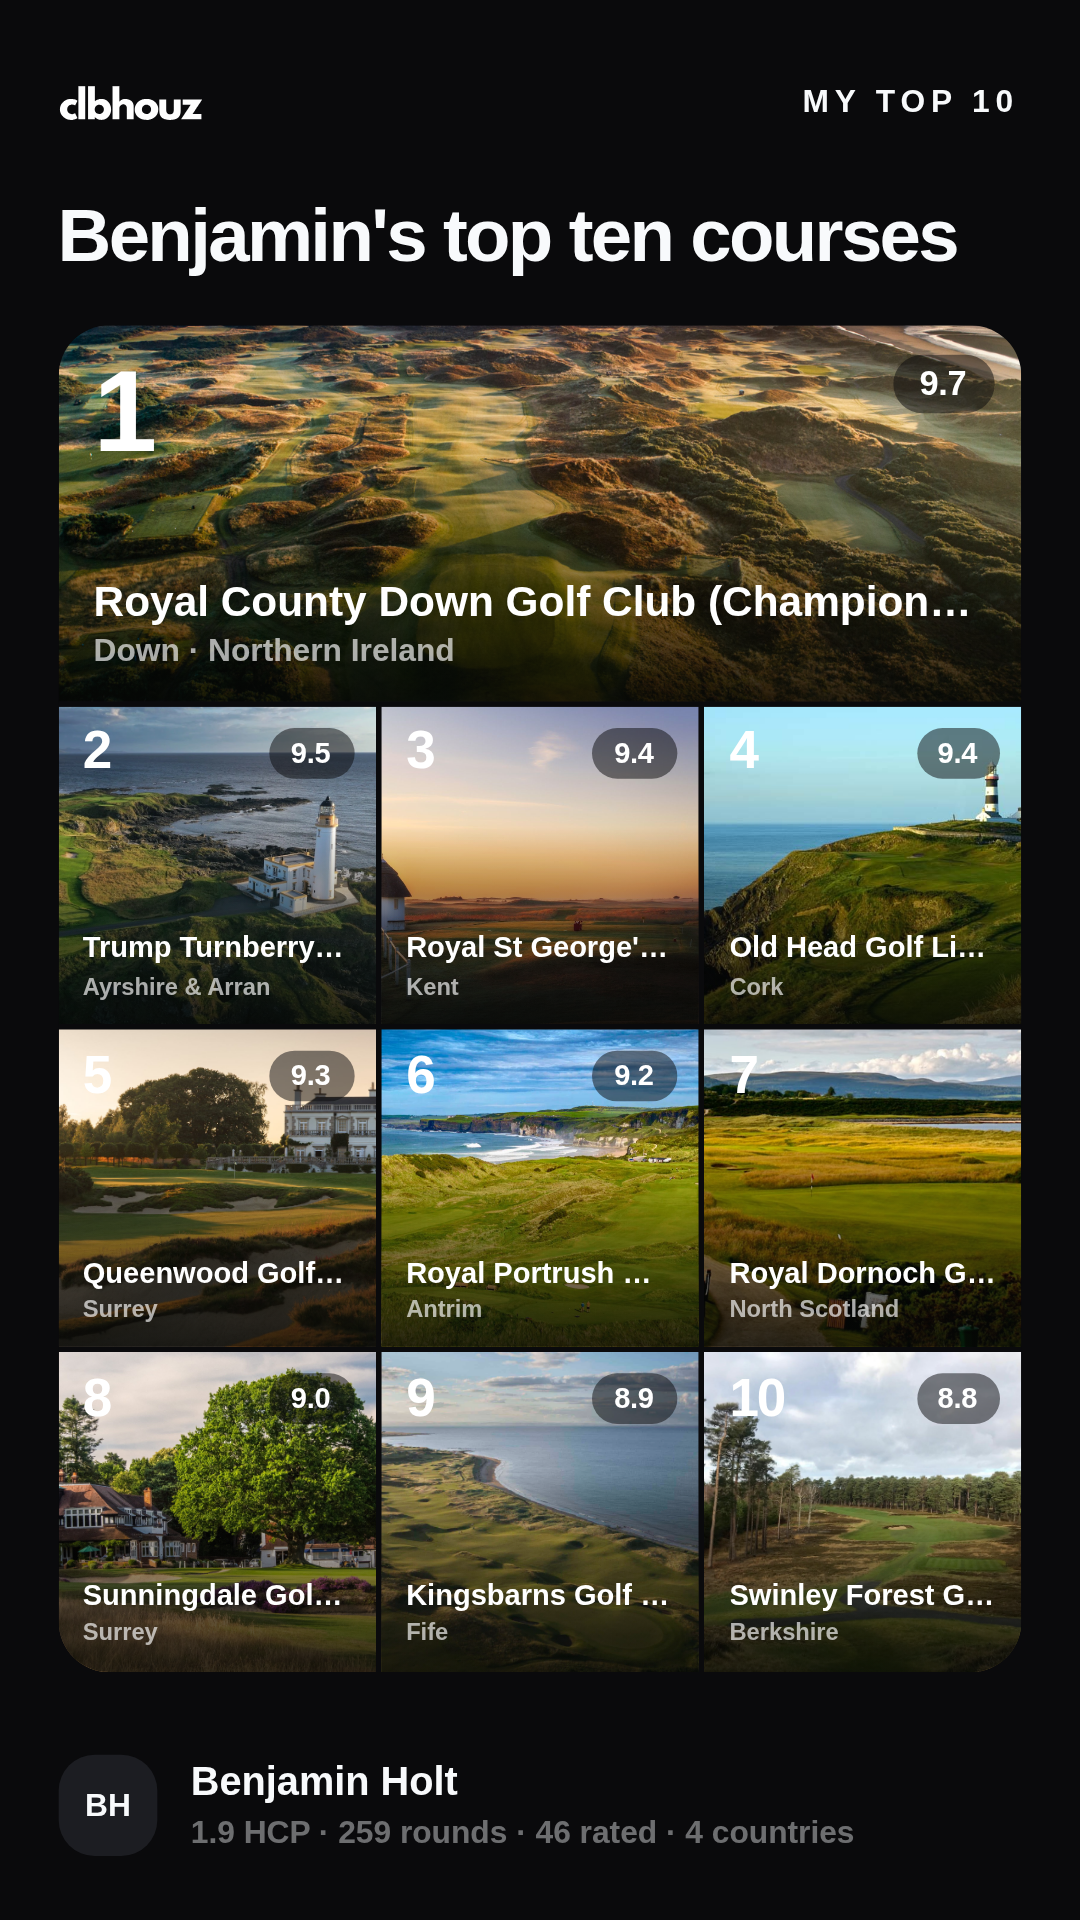 clbhouz
MY TOP 10
Benjamin's top ten courses
1
9.7
Royal County Down Golf Club (Champion…
Down · Northern Ireland
2
9.5
Trump Turnberry…
Ayrshire & Arran
3
9.4
Royal St George'…
Kent
4
9.4
Old Head Golf Li…
Cork
5
9.3
Queenwood Golf…
Surrey
6
9.2
Royal Portrush …
Antrim
7
Royal Dornoch G…
North Scotland
8
9.0
Sunningdale Gol…
Surrey
9
8.9
Kingsbarns Golf …
Fife
10
8.8
Swinley Forest G…
Berkshire
BH
Benjamin Holt
1.9 HCP · 259 rounds · 46 rated · 4 countries